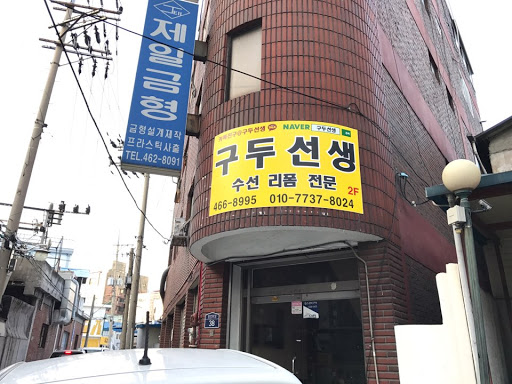 제일금형
금형설계제작
프라스틱사출
TEL.462-8091
NAVER 구두선생
구두선생
수선 리폼 전문 2F
466-8995 010-7737-8024